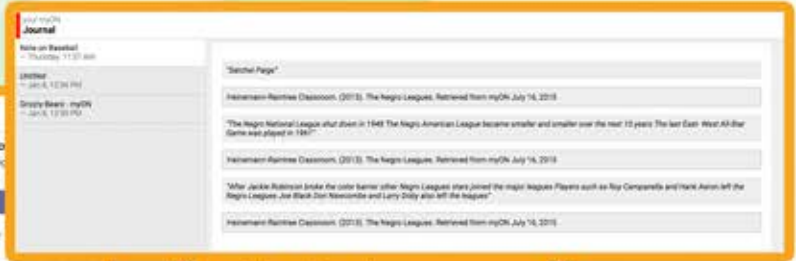 your myON
Journal
Note on Baseball
— Thursday, 11:37 AM
Untitled
— Jan 8, 12:04 PM
Grizzly Bears - myON
— Jan 8, 12:00 PM
"Satchel Paige"
Heinemann-Raintree Classroom. (2013). The Negro Leagues. Retrieved from myON July 16, 2015
"The Negro National League shut down in 1948 The Negro American League became smaller and smaller over the next 10 years The last East- West All-Star
Game was played in 1961"
Heinemann-Raintree Classroom. (2013). The Negro Leagues. Retrieved from myON July 16, 2015
"After Jackie Robinson broke the color barrier other Negro Leagues stars joined the major leagues Players such as Roy Campanella and Hank Aaron left the
Negro Leagues Joe Black Don Newcombe and Larry Doby also left the leagues"
Heinemann-Raintree Classroom. (2013). The Negro Leagues. Retrieved from myON July 16, 2015